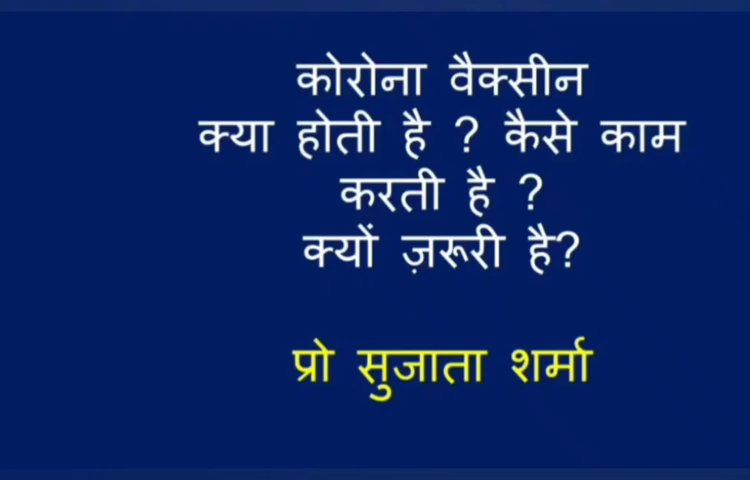 कोरोना वैक्सीन
क्या होती है ? कैसे काम
करती है ?
क्यों ज़रूरी है?
प्रो सुजाता शर्मा